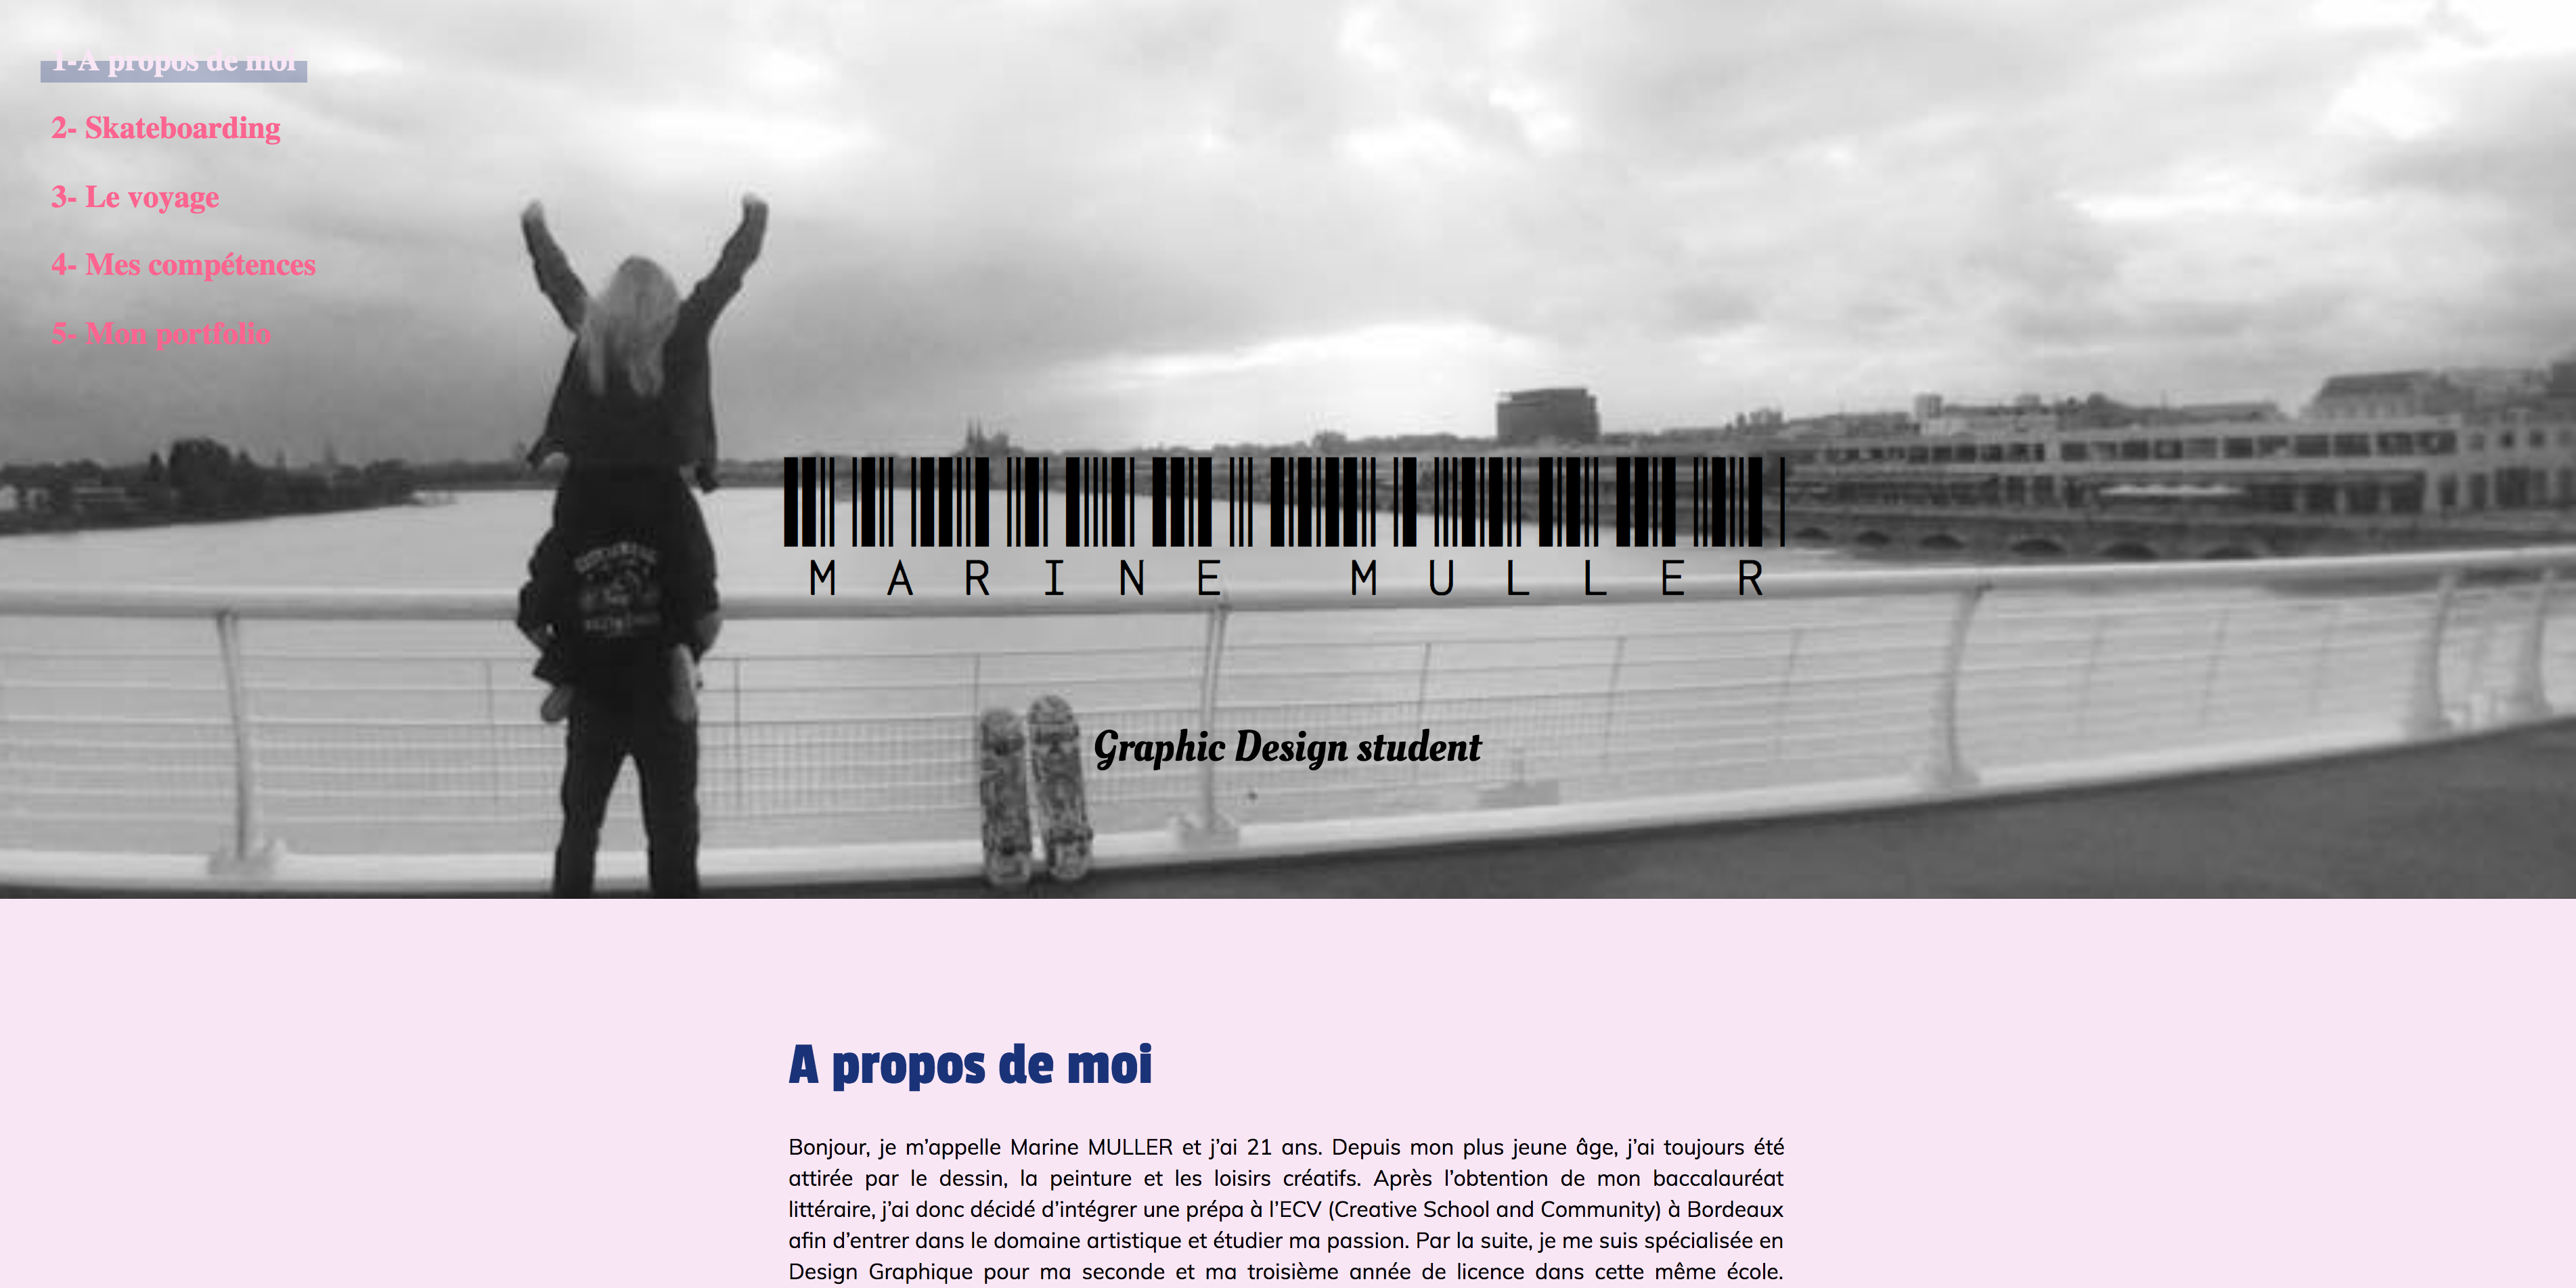 1-A propos de moi
2- Skateboarding
3- Le voyage
4- Mes compétences
5- Mon portfolio
MARINE MULLER
Graphic Design student
A propos de moi
Bonjour, je m’appelle Marine MULLER et j’ai 21 ans. Depuis mon plus jeune âge, j’ai toujours été
attirée par le dessin, la peinture et les loisirs créatifs. Après l’obtention de mon baccalauréat
littéraire, j’ai donc décidé d’intégrer une prépa à l’ECV (Creative School and Community) à Bordeaux
afin d’entrer dans le domaine artistique et étudier ma passion. Par la suite, je me suis spécialisée en
Design Graphique pour ma seconde et ma troisième année de licence dans cette même école.